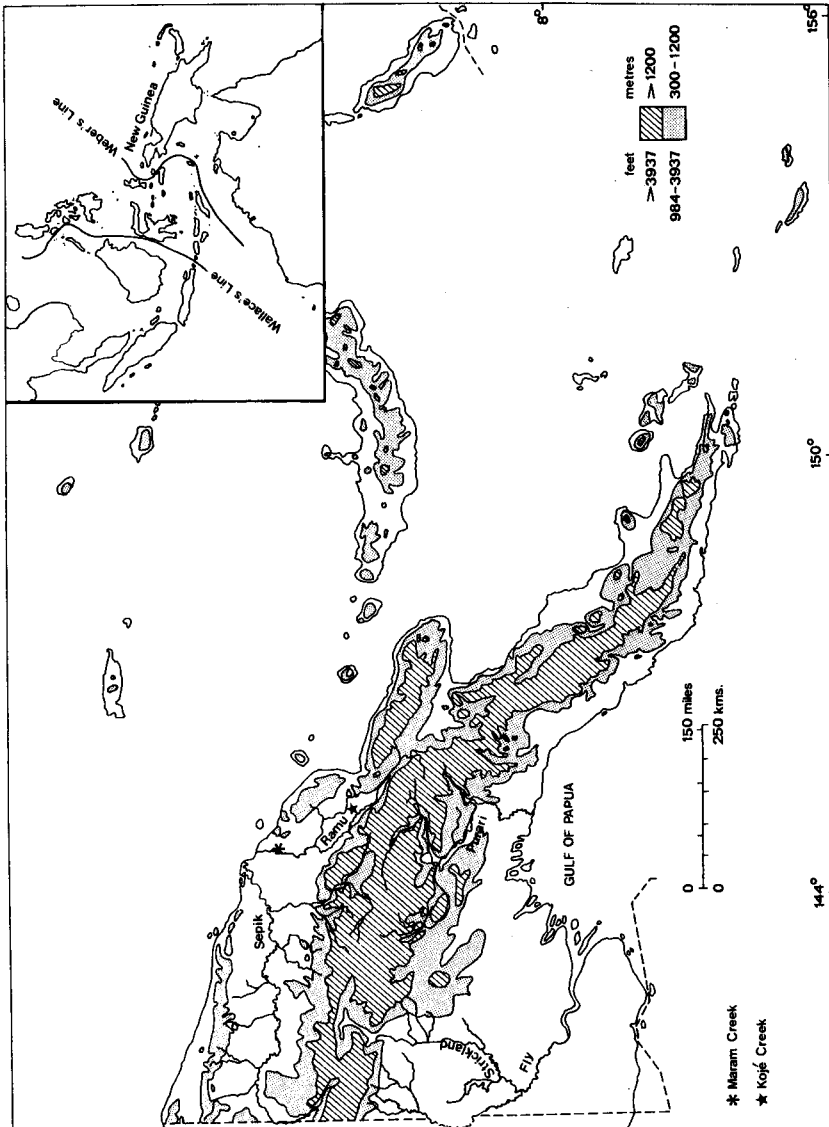 Weber's Line
New Guinea
Wallace's Line
8°
156°
feet metres
>3937 >1200
984-3937 300-1200
150°
Sepik
Ramu
Purari
Strickland
Fly
GULF OF PAPUA
0 150 miles
0 250 kms.
144°
* Maram Creek
★ Kojé Creek